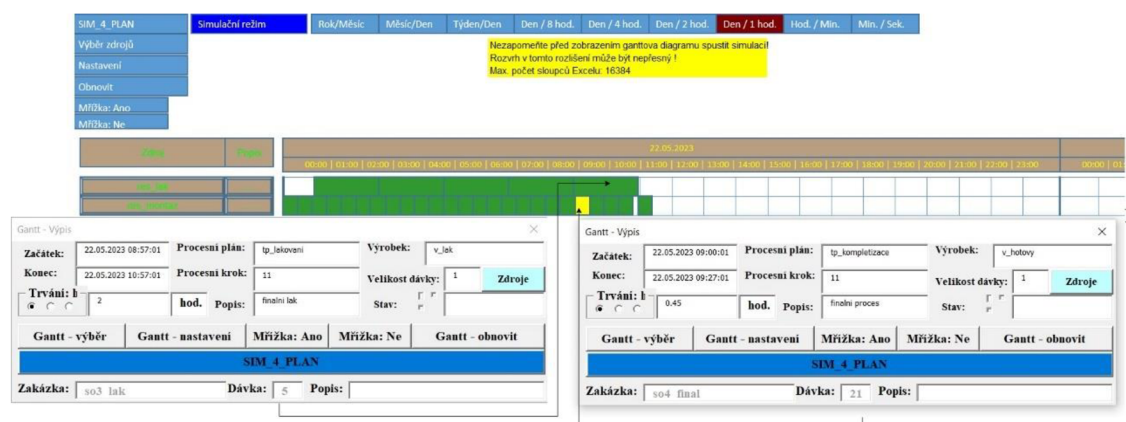 SIM_4_PLAN Simulační režim Rok/Měsíc Měsíc/Den Týden/Den Den / 8 hod. Den / 4 hod. Den / 2 hod. Den / 1 hod. Hod. / Min. Min. / Sek.
Výběr zdrojů
Nastavení
Obnovit
Mřížka: Ano
Mřížka: Ne
Nezapomeňte před zobrazením ganttova diagramu spustit simulaci!
Rozvrh v tomto rozlišení může být nepřesný !
Max. počet sloupců Excelu: 16384
Zdroj Popis 22.05.2023
00:00 | 01:00 | 02:00 | 03:00 | 04:00 | 05:00 | 06:00 | 07:00 | 08:00 | 09:00 | 10:00 | 11:00 | 12:00 | 13:00 | 14:00 | 15:00 | 16:00 | 17:00 | 18:00 | 19:00 | 20:00 | 21:00 | 22:00 | 23:00 00:00 | 01
Gantt - Výpis
Začátek: 22.05.2023 08:57:01 Procesní plán: tp_lakovani Výrobek: v_lak
Konec: 22.05.2023 10:57:01 Procesní krok: 11 Velikost dávky: 1 Zdroje
Trvání: 2 hod. Popis: finalni lak Stav:
Gantt - výběr Gantt - nastavení Mřížka: Ano Mřížka: Ne Gantt - obnovit
SIM_4_PLAN
Zakázka: so3_lak Dávka: 5 Popis:
Gantt - Výpis
Začátek: 22.05.2023 09:00:01 Procesní plán: tp_kompletizace Výrobek: v_hotovy
Konec: 22.05.2023 09:27:01 Procesní krok: 11 Velikost dávky: 1 Zdroje
Trvání: 0.45 hod. Popis: finalni proces Stav:
Gantt - výběr Gantt - nastavení Mřížka: Ano Mřížka: Ne Gantt - obnovit
SIM_4_PLAN
Zakázka: so4_final Dávka: 21 Popis: